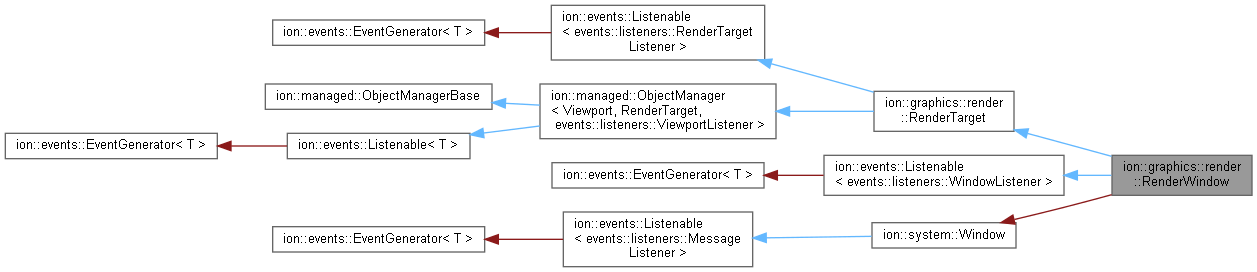 ion::events::Listenable
< events::listeners::RenderTarget
Listener >
ion::events::EventGenerator< T >
ion::managed::ObjectManagerBase
ion::managed::ObjectManager
< Viewport, RenderTarget,
events::listeners::ViewportListener >
ion::graphics::render
::RenderTarget
ion::events::EventGenerator< T >
ion::events::Listenable< T >
ion::events::EventGenerator< T >
ion::events::Listenable
< events::listeners::WindowListener >
ion::graphics::render
::RenderWindow
ion::events::EventGenerator< T >
ion::events::Listenable
< events::listeners::Message
Listener >
ion::system::Window